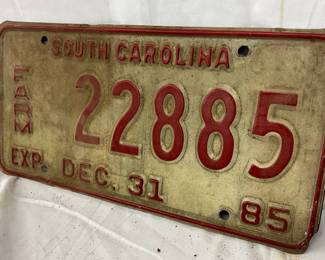 SOUTH CAROLINA
FARM
22885
EXP. DEC. 31 85